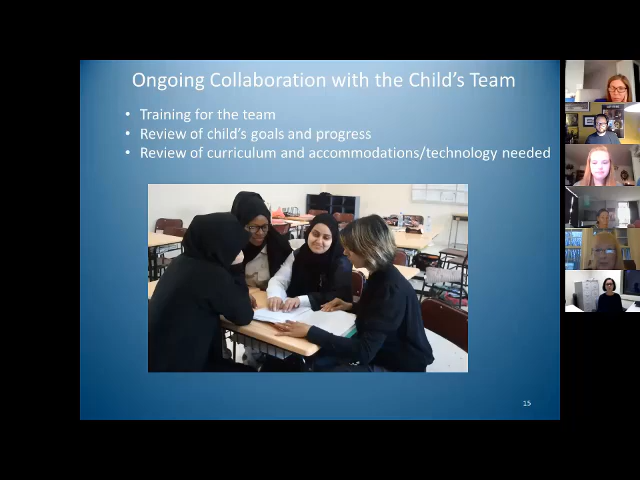 Ongoing Collaboration with the Child's Team
• Training for the team
• Review of child's goals and progress
• Review of curriculum and accommodations/technology needed
15